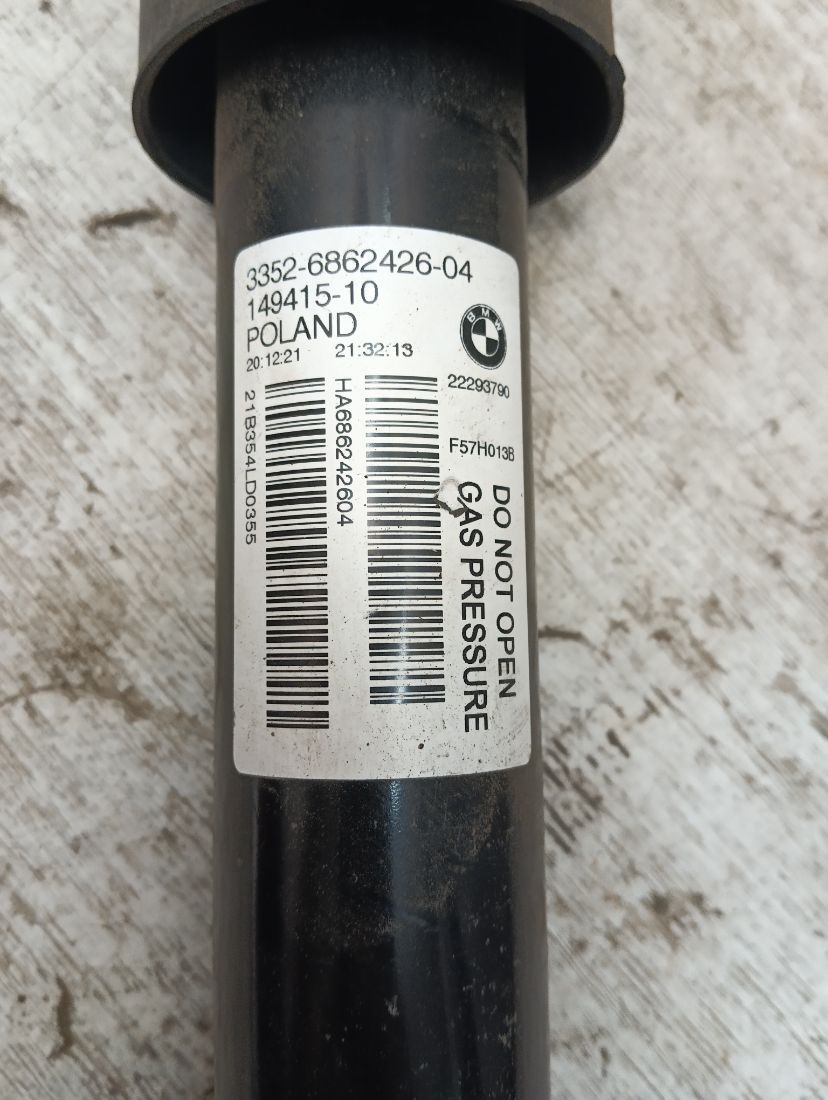 3352-6862426-04
149415-10
POLAND
20:12:21 21:32:13
BMW
22293790
F57H013B
21B354LD0355
HA686242604
DO NOT OPEN
GAS PRESSURE